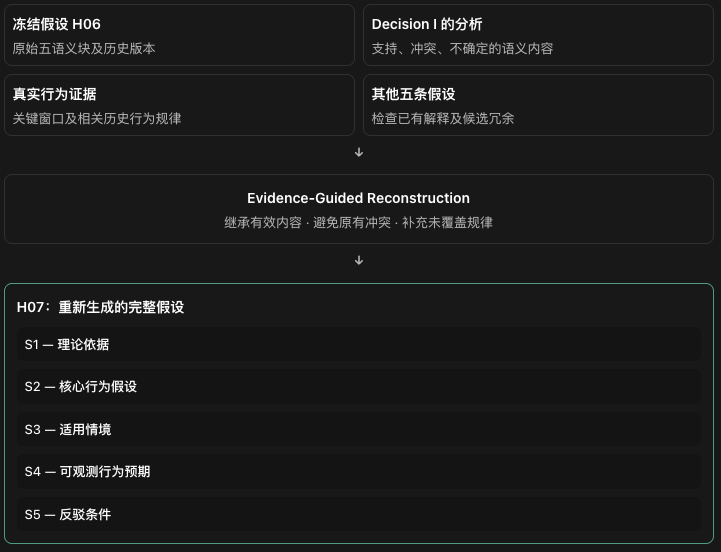 冻结假设 H06
原始五语义块及历史版本
Decision I 的分析
支持、冲突、不确定的语义内容
真实行为证据
关键窗口及相关历史行为规律
其他五条假设
检查已有解释及候选冗余
↓
Evidence-Guided Reconstruction
继承有效内容 · 避免原有冲突 · 补充未覆盖规律
↓
H07：重新生成的完整假设
S1 — 理论依据
S2 — 核心行为假设
S3 — 适用情境
S4 — 可观测行为预期
S5 — 反驳条件